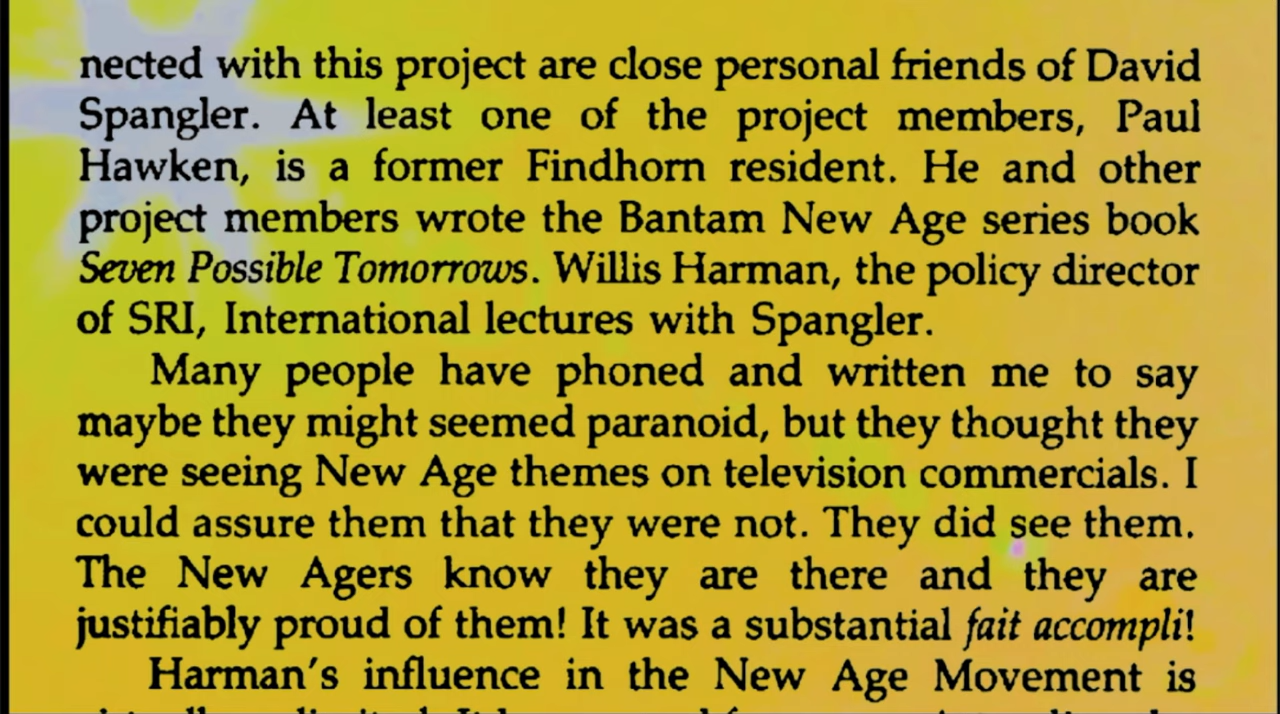 nected with this project are close personal friends of David
Spangler. At least one of the project members, Paul
Hawken, is a former Findhorn resident. He and other
project members wrote the Bantam New Age series book
Seven Possible Tomorrows. Willis Harman, the policy director
of SRI, International lectures with Spangler.
Many people have phoned and written me to say
maybe they might seemed paranoid, but they thought they
were seeing New Age themes on television commercials. I
could assure them that they were not. They did see them.
The New Agers know they are there and they are
justifiably proud of them! It was a substantial fait accompli!
Harman's influence in the New Age Movement is